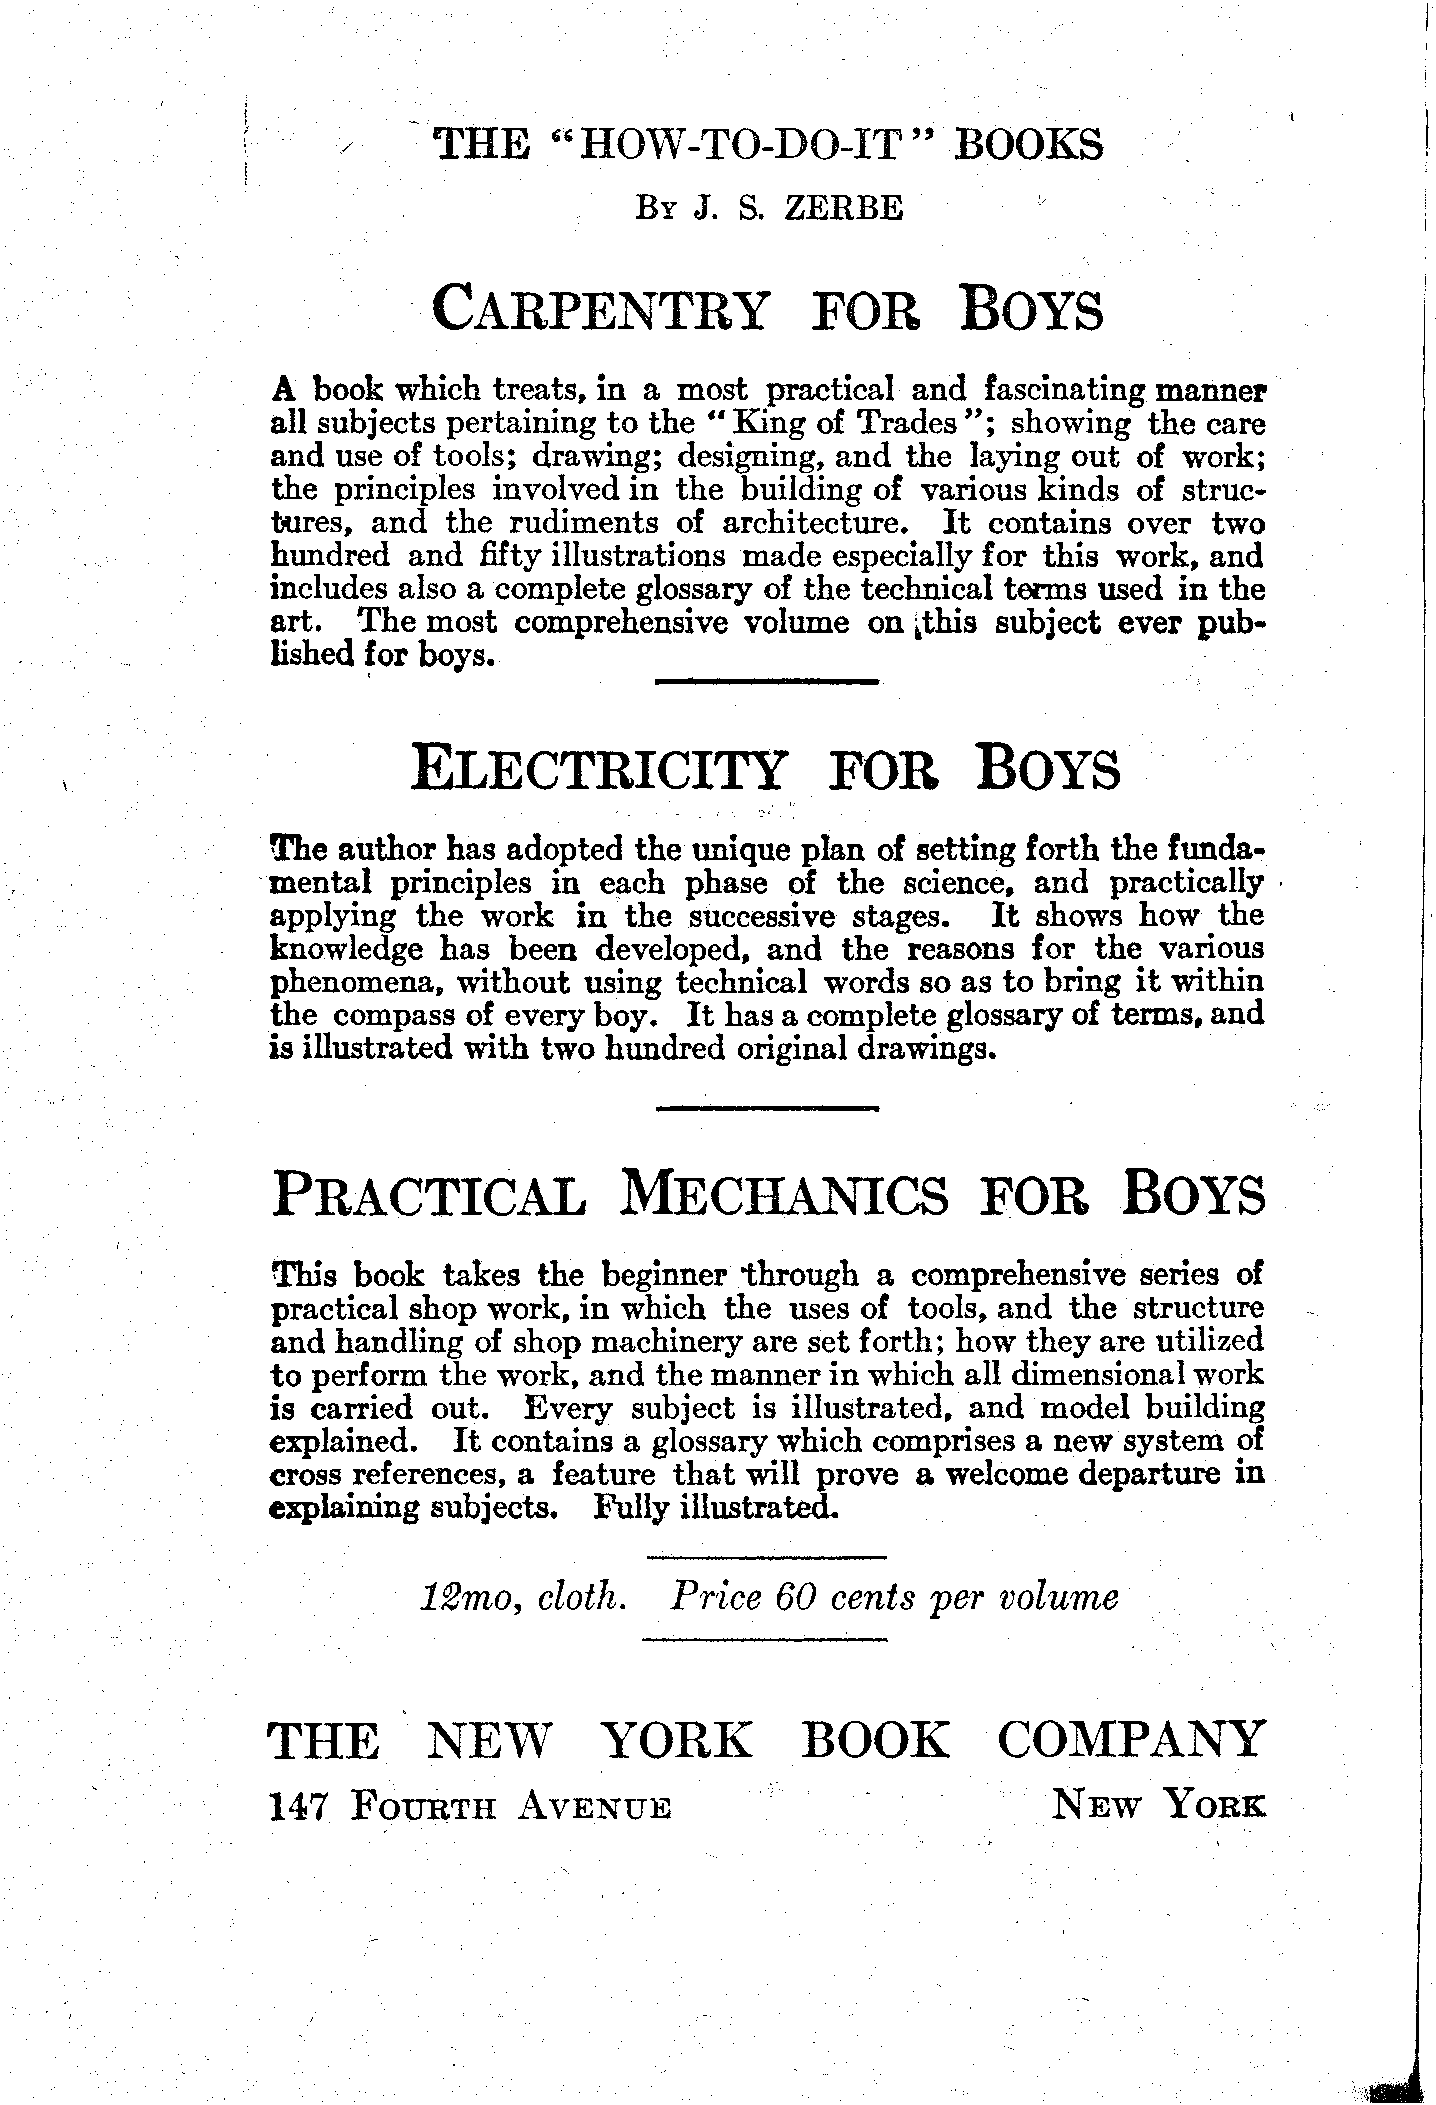 THE "HOW-TO-DO-IT" BOOKS
By J. S. ZERBE
Carpentry for Boys
A book which treats, in a most practical and fascinating manner
all subjects pertaining to the "King of Trades"; showing the care
and use of tools; drawing; designing, and the laying out of work;
the principles involved in the building of various kinds of struc-
tures, and the rudiments of architecture. It contains over two
hundred and fifty illustrations made especially for this work, and
includes also a complete glossary of the technical terms used in the
art. The most comprehensive volume on this subject ever pub-
lished for boys.
Electricity for Boys
The author has adopted the unique plan of setting forth the funda-
mental principles in each phase of the science, and practically
applying the work in the successive stages. It shows how the
knowledge has been developed, and the reasons for the various
phenomena, without using technical words so as to bring it within
the compass of every boy. It has a complete glossary of terms, and
is illustrated with two hundred original drawings.
Practical Mechanics for Boys
This book takes the beginner through a comprehensive series of
practical shop work, in which the uses of tools, and the structure
and handling of shop machinery are set forth; how they are utilized
to perform the work, and the manner in which all dimensional work
is carried out. Every subject is illustrated, and model building
explained. It contains a glossary which comprises a new system of
cross references, a feature that will prove a welcome departure in
explaining subjects. Fully illustrated.
12mo, cloth. Price 60 cents per volume
THE NEW YORK BOOK COMPANY
147 Fourth Avenue New York